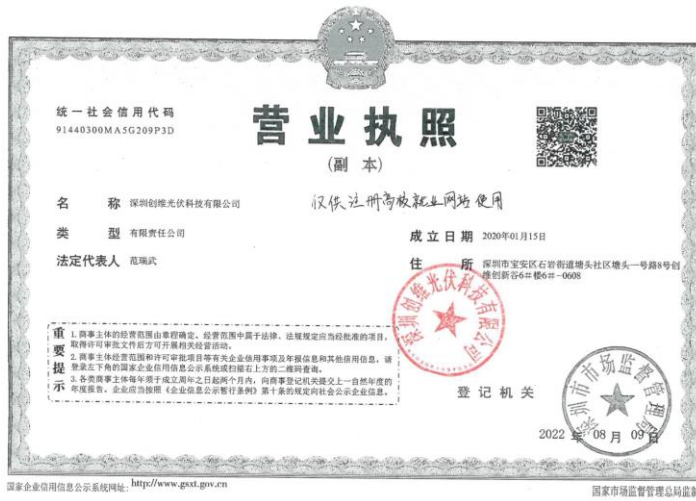 统一社会信用代码
91440300MA5G209P3D
营业执照
(副 本)
名 称 深圳创维光伏科技有限公司
仅供注册高校就业网站使用
类 型 有限责任公司
成立日期 2020年01月15日
法定代表人 范瑞武
住 所 深圳市宝安区石岩街道塘头社区塘头一号路8号创
维创新谷6#楼6#-0608
深圳创维光伏科技有限公司
重要提示
1.商事主体的经营范围由章程确定。经营范围中属于法律、法规规定应当经批准的项目,
取得许可审批文件后方可开展相关经营活动。
2.商事主体经营范围和许可审批项目等有关企业信用事项及年报信息和其他信用信息,请
登录左下角的国家企业信用信息公示系统或扫描右上方的二维码查询。
3.各类商事主体每年须于成立周年之日起两个月内,向商事登记机关提交上一自然年度的
年度报告。企业应当按照《企业信息公示暂行条例》第十条的规定向社会公示企业信息。
登记机关
深圳市市场监督管理局
2022 年 08 月 09 日
国家企业信用信息公示系统网址: http://www.gsxt.gov.cn
国家市场监督管理总局监制